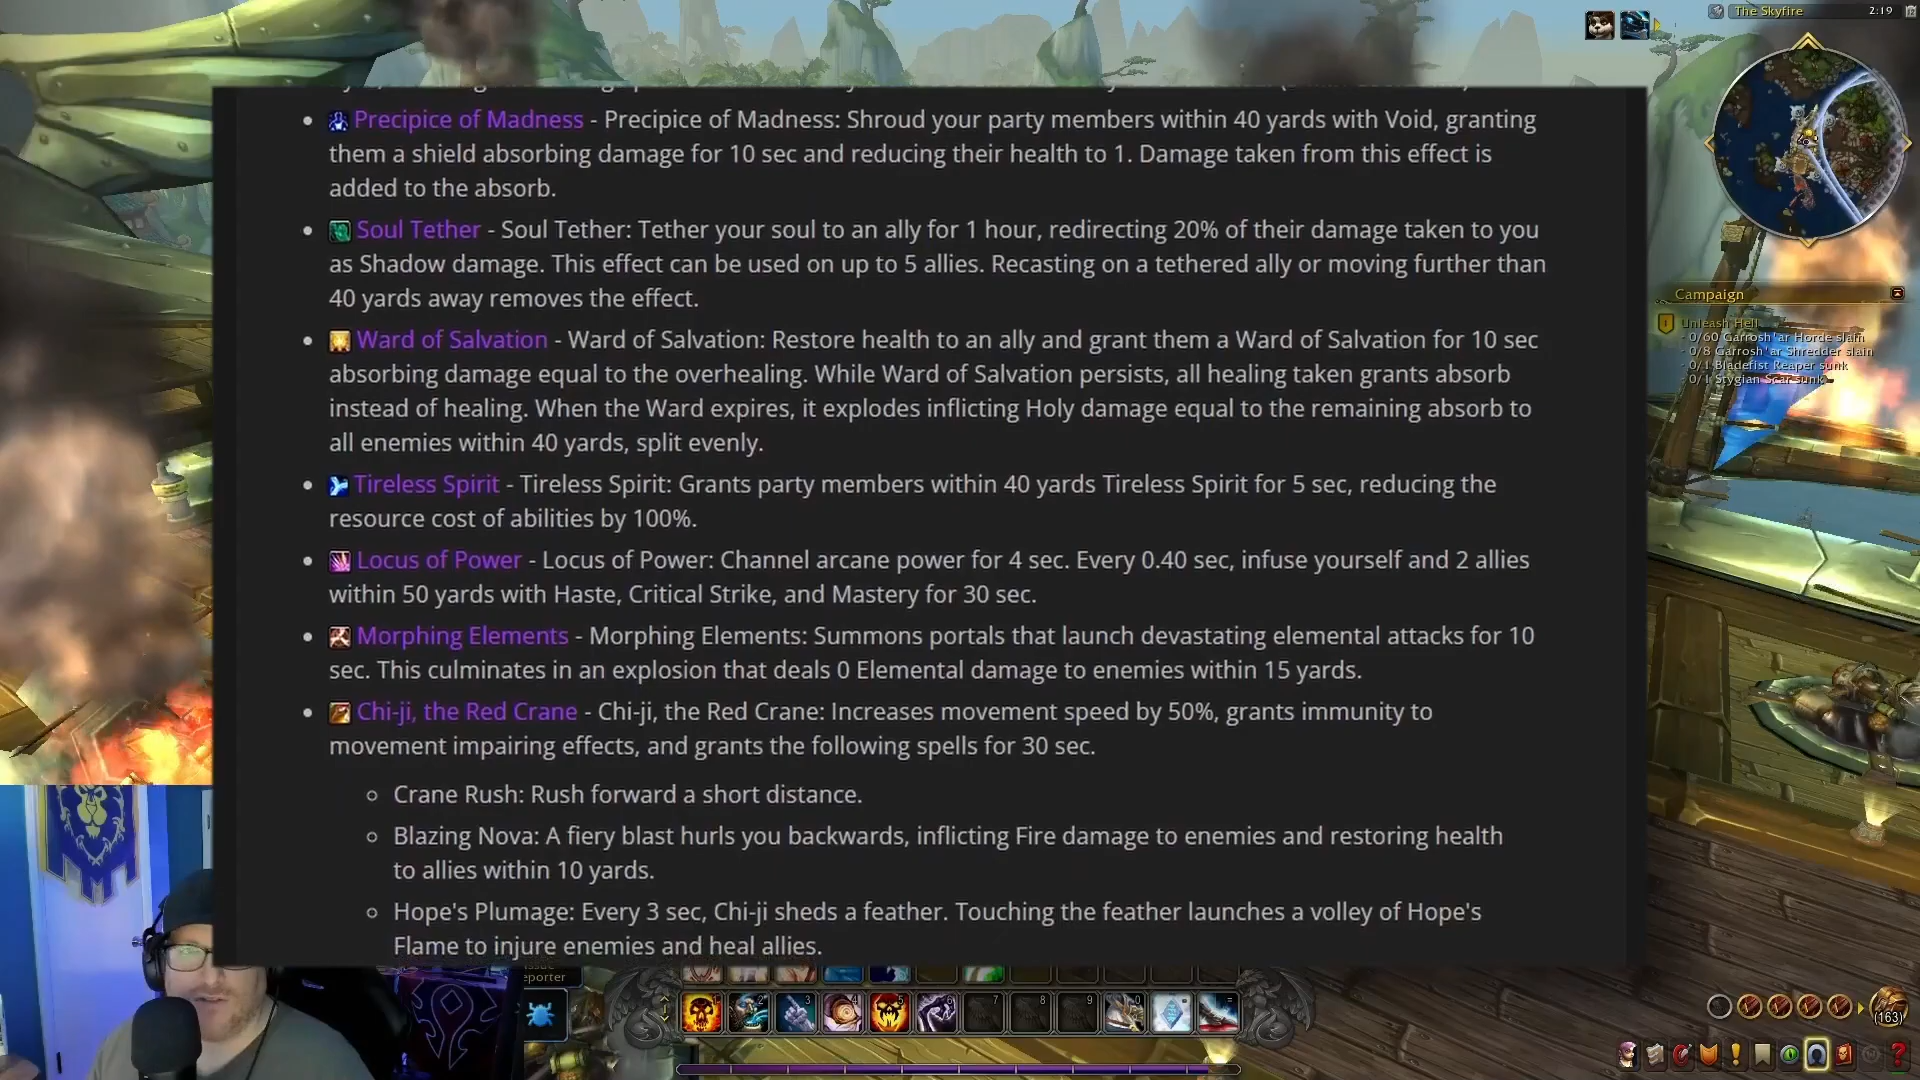 The Skyfire 2:19
Precipice of Madness - Precipice of Madness: Shroud your party members within 40 yards with Void, granting
them a shield absorbing damage for 10 sec and reducing their health to 1. Damage taken from this effect is
added to the absorb.
Soul Tether - Soul Tether: Tether your soul to an ally for 1 hour, redirecting 20% of their damage taken to you
as Shadow damage. This effect can be used on up to 5 allies. Recasting on a tethered ally or moving further than
40 yards away removes the effect.
Ward of Salvation - Ward of Salvation: Restore health to an ally and grant them a Ward of Salvation for 10 sec
absorbing damage equal to the overhealing. While Ward of Salvation persists, all healing taken grants absorb
instead of healing. When the Ward expires, it explodes inflicting Holy damage equal to the remaining absorb to
all enemies within 40 yards, split evenly.
Tireless Spirit - Tireless Spirit: Grants party members within 40 yards Tireless Spirit for 5 sec, reducing the
resource cost of abilities by 100%.
Locus of Power - Locus of Power: Channel arcane power for 4 sec. Every 0.40 sec, infuse yourself and 2 allies
within 50 yards with Haste, Critical Strike, and Mastery for 30 sec.
Morphing Elements - Morphing Elements: Summons portals that launch devastating elemental attacks for 10
sec. This culminates in an explosion that deals 0 Elemental damage to enemies within 15 yards.
Chi-ji, the Red Crane - Chi-ji, the Red Crane: Increases movement speed by 50%, grants immunity to
movement impairing effects, and grants the following spells for 30 sec.
Crane Rush: Rush forward a short distance.
Blazing Nova: A fiery blast hurls you backwards, inflicting Fire damage to enemies and restoring health
to allies within 10 yards.
Hope's Plumage: Every 3 sec, Chi-ji sheds a feather. Touching the feather launches a volley of Hope's
Flame to injure enemies and heal allies.
Campaign
Unleash Hell
- 0/60 Garrosh'ar Horde slain
- 0/8 Garrosh'ar Shredder slain
- 0/1 Bladefist Reaper sunk
- 0/1 Stygian Scar sunk
eporter
1 2 3 4 5 6 7 8 9 0 - =
(163)